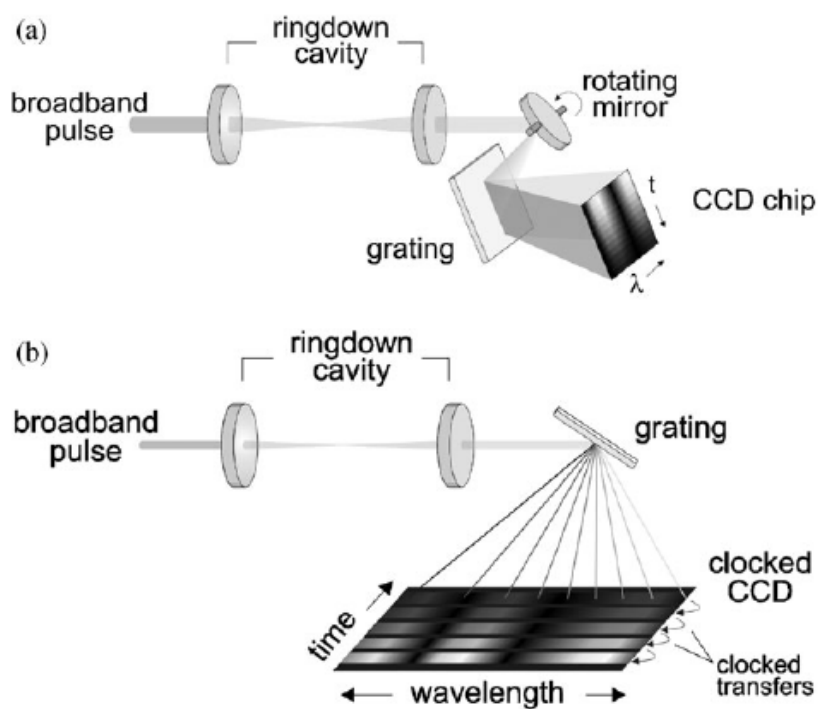 (a)
ringdown
cavity
broadband
pulse
rotating
mirror
t
CCD chip
grating
λ
(b)
ringdown
cavity
broadband
pulse
grating
clocked
CCD
time
clocked
transfers
wavelength